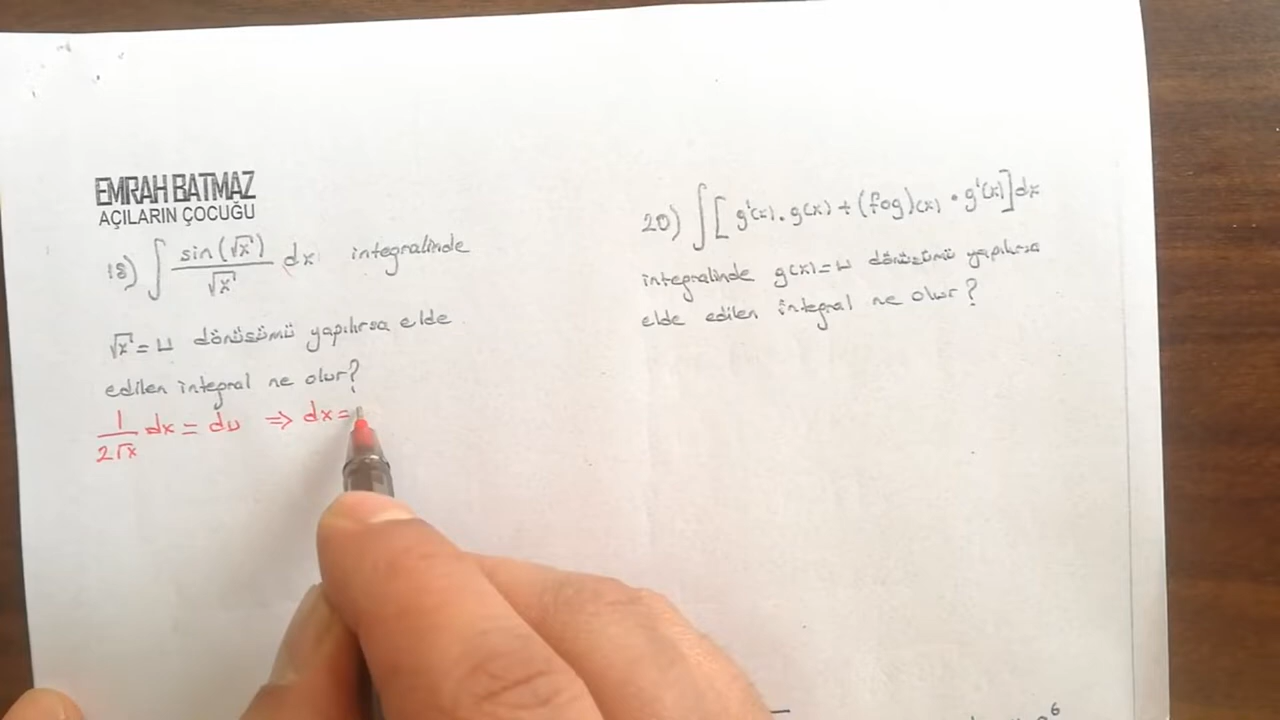 EMRAH BATMAZ
AÇILARIN ÇOCUĞU
18) ∫ sin(√x)/√x dx integralinde
√x = u dönüşümü yapılırsa elde
edilen integral ne olur?
1/(2√x) dx = du ⇒ dx =
20) ∫[g'(x).g(x) + (fog)(x) · g'(x)]dx
integralinde g(x)=u dönüşümü yapılırsa
elde edilen integral ne olur?